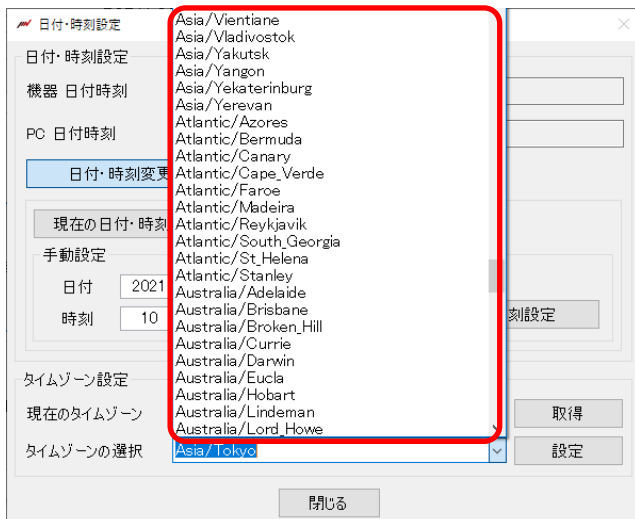 日付・時刻設定
日付・時刻設定
機器 日付時刻
PC 日付時刻
日付・時刻変更
現在の日付・時刻
手動設定
日付 2021
時刻 10
刻設定
Asia/Vientiane
Asia/Vladivostok
Asia/Yakutsk
Asia/Yangon
Asia/Yekaterinburg
Asia/Yerevan
Atlantic/Azores
Atlantic/Bermuda
Atlantic/Canary
Atlantic/Cape_Verde
Atlantic/Faroe
Atlantic/Madeira
Atlantic/Reykjavik
Atlantic/South_Georgia
Atlantic/St_Helena
Atlantic/Stanley
Australia/Adelaide
Australia/Brisbane
Australia/Broken_Hill
Australia/Currie
Australia/Darwin
Australia/Eucla
Australia/Hobart
Australia/Lindeman
Australia/Lord_Howe
タイムゾーン設定
現在のタイムゾーン 取得
タイムゾーンの選択 Asia/Tokyo 設定
閉じる